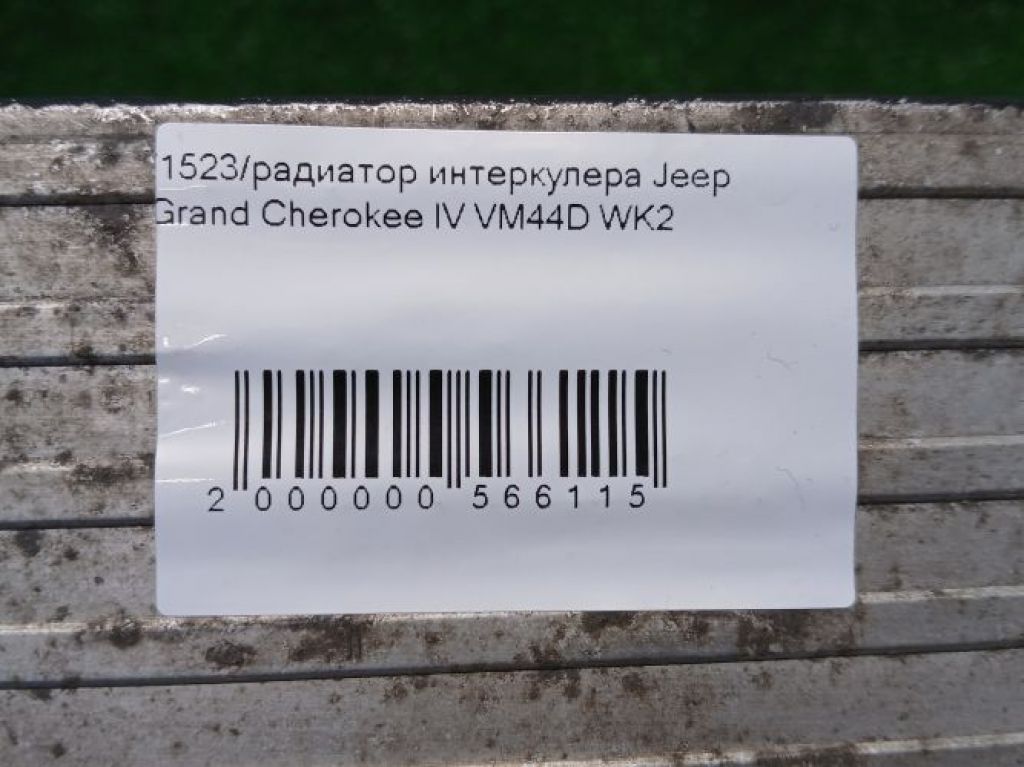 1523/радиатор интеркулера Jeep
Grand Cherokee IV VM44D WK2
2 000000 566115